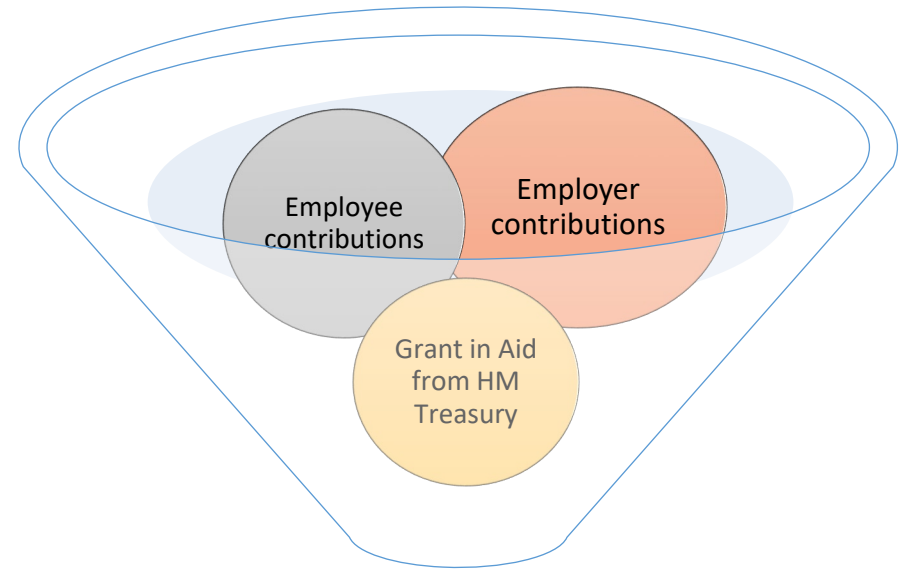 Employee
contributions
Employer
contributions
Grant in Aid
from HM
Treasury